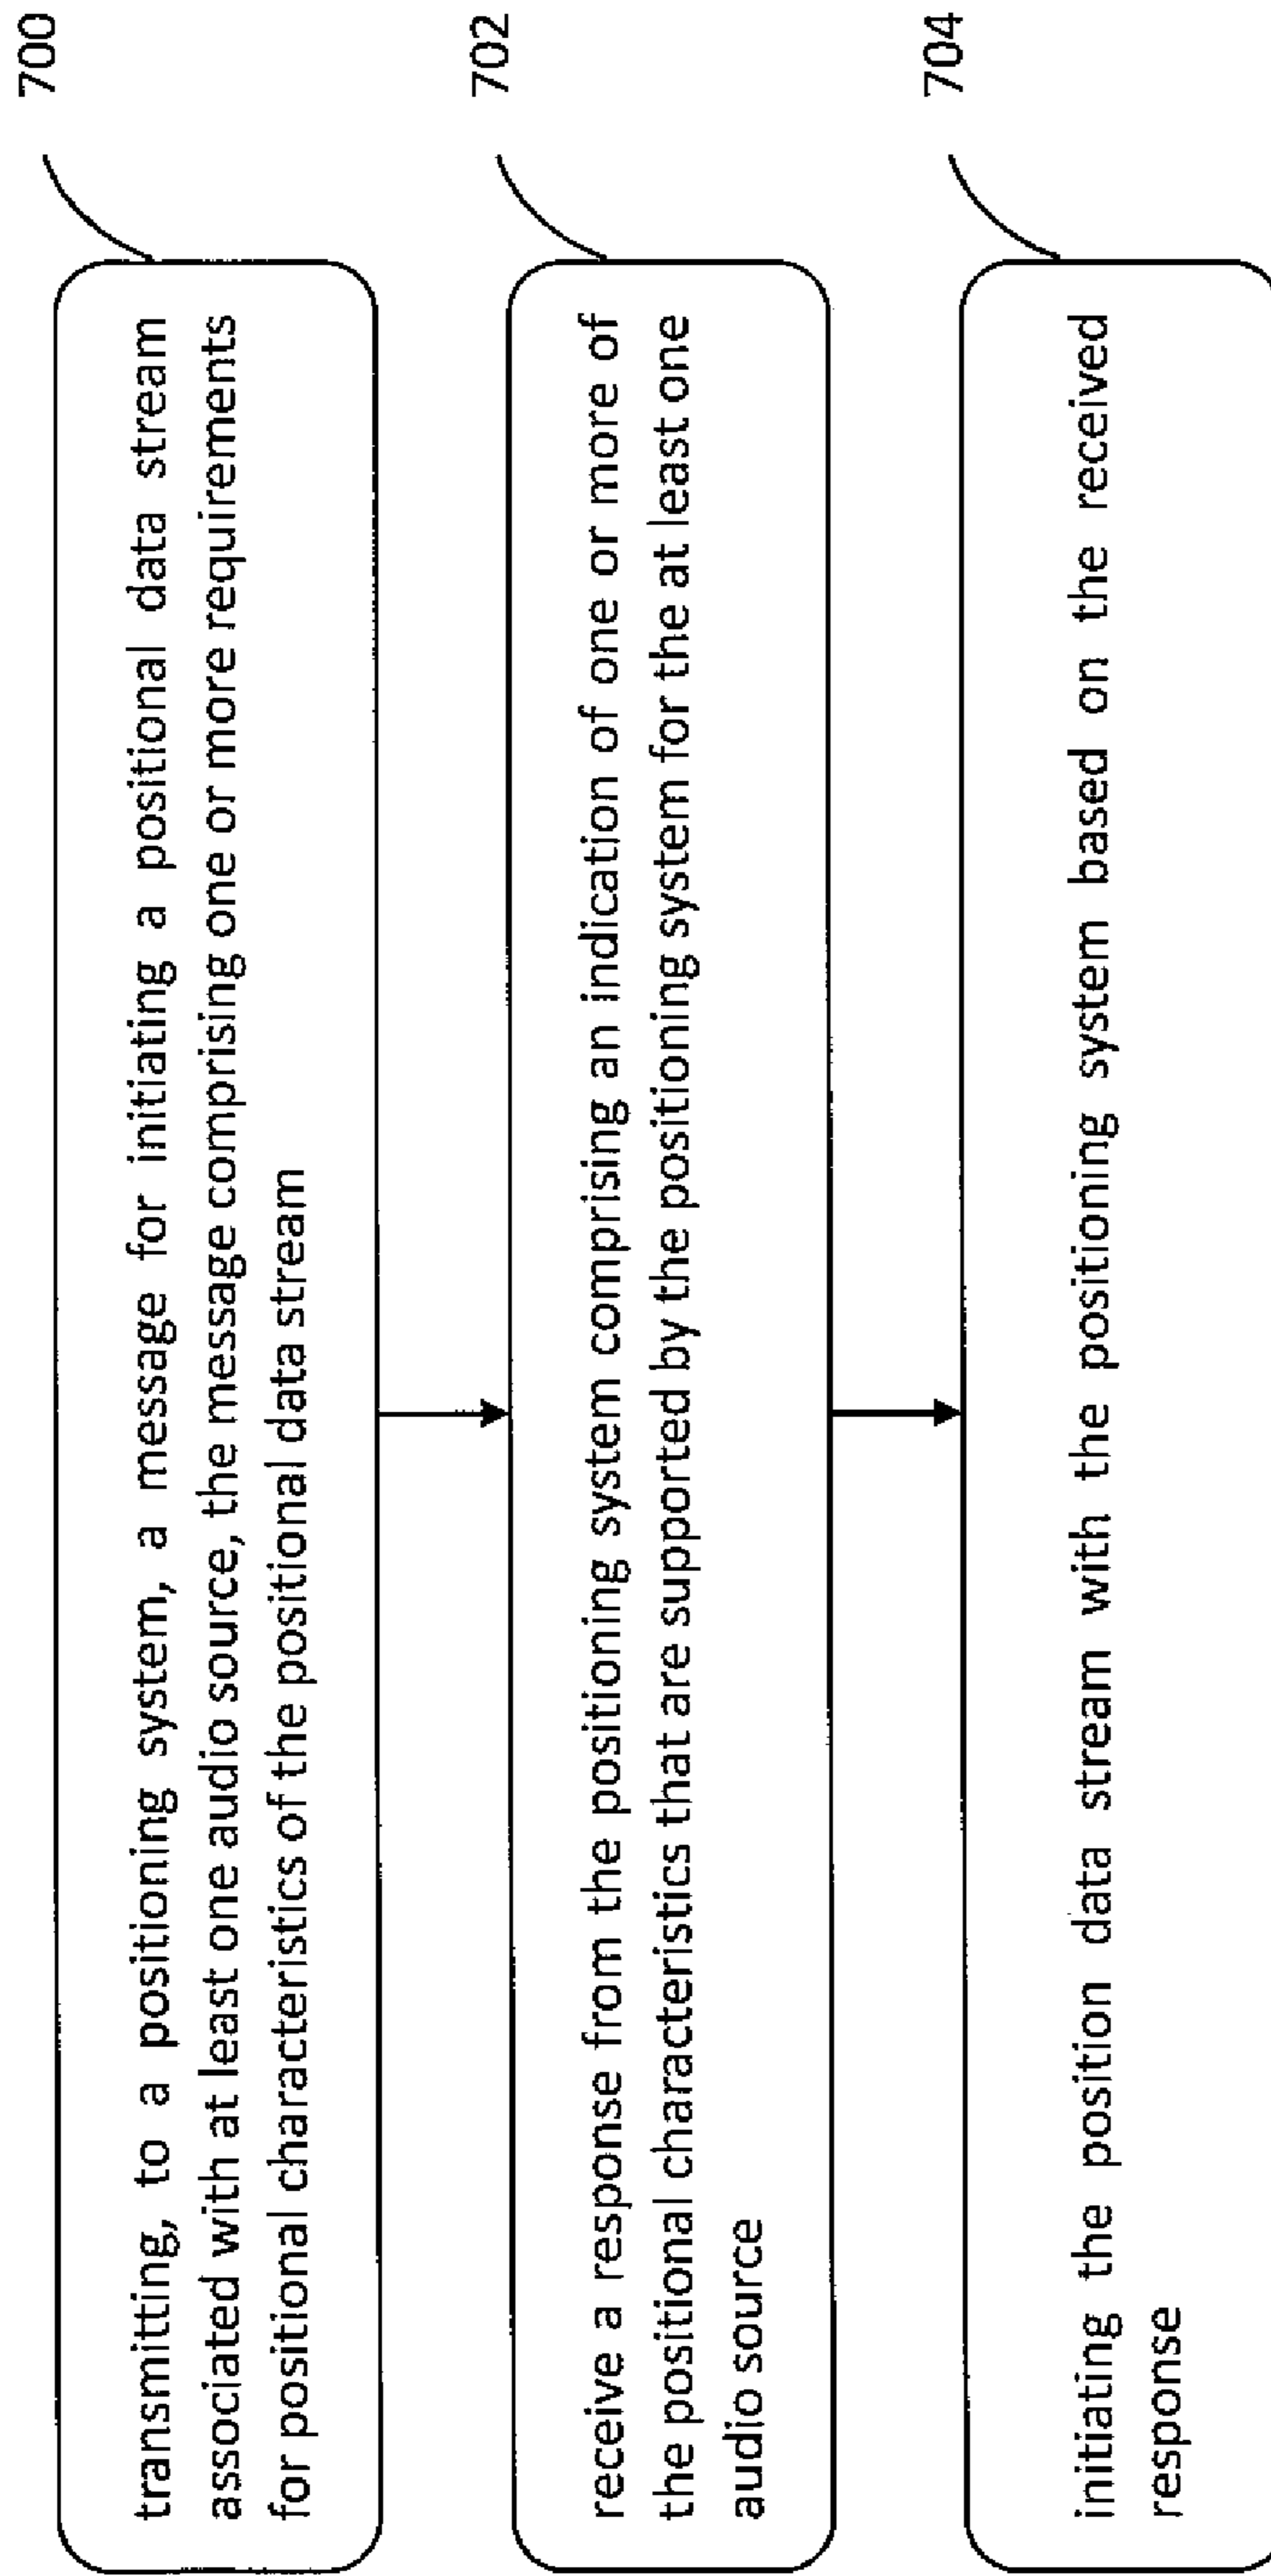 700
transmitting, to a positioning system, a message for initiating a positional data stream
associated with at least one audio source, the message comprising one or more requirements
for positional characteristics of the positional data stream
702
receive a response from the positioning system comprising an indication of one or more of
the positional characteristics that are supported by the positioning system for the at least one
audio source
704
initiating the position data stream with the positioning system based on the received
response